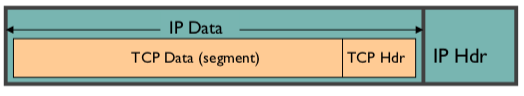 IP Data
TCP Data (segment)
TCP Hdr
IP Hdr